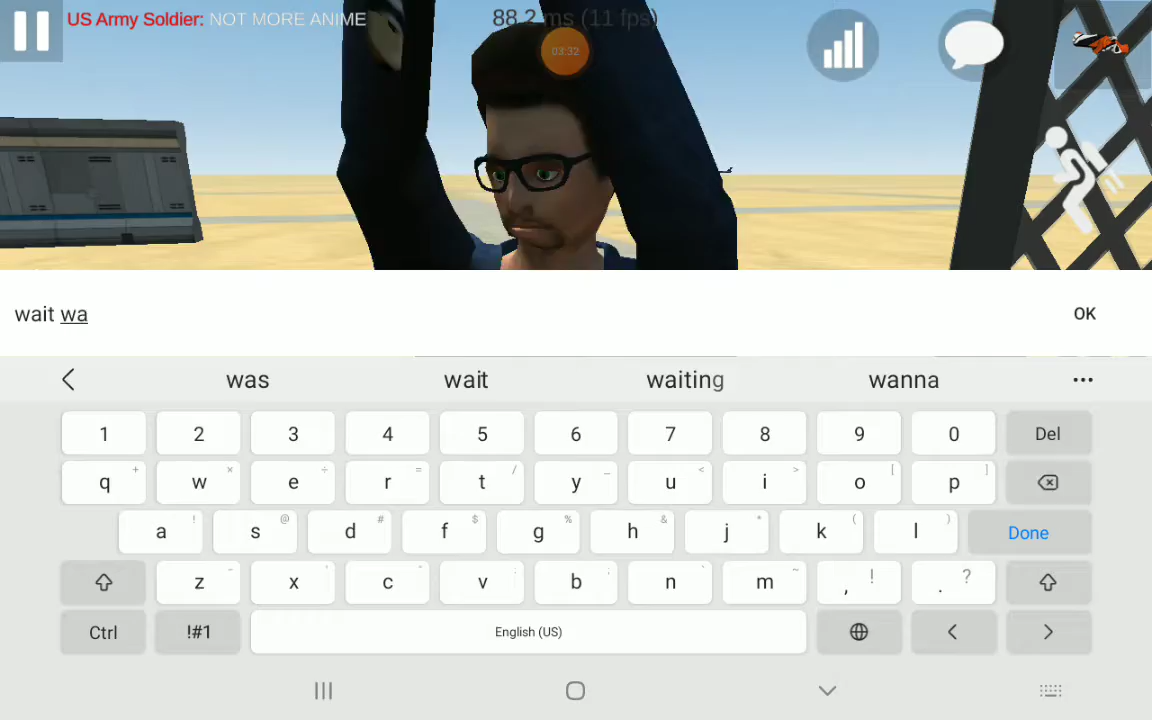 US Army Soldier: NOT MORE ANIME
88.2 ms (11 fps)
03:32
wait wa
OK
was wait waiting wanna
1 2 3 4 5 6 7 8 9 0 Del
q + w × e ÷ r = t / y _ u < i > o [ p ]
a ! s @ d # f $ g % h & j * k ( l ) Done
z - x ' c " v : b ; n ` m ~ , ! . ?
Ctrl !#1 English (US) < >